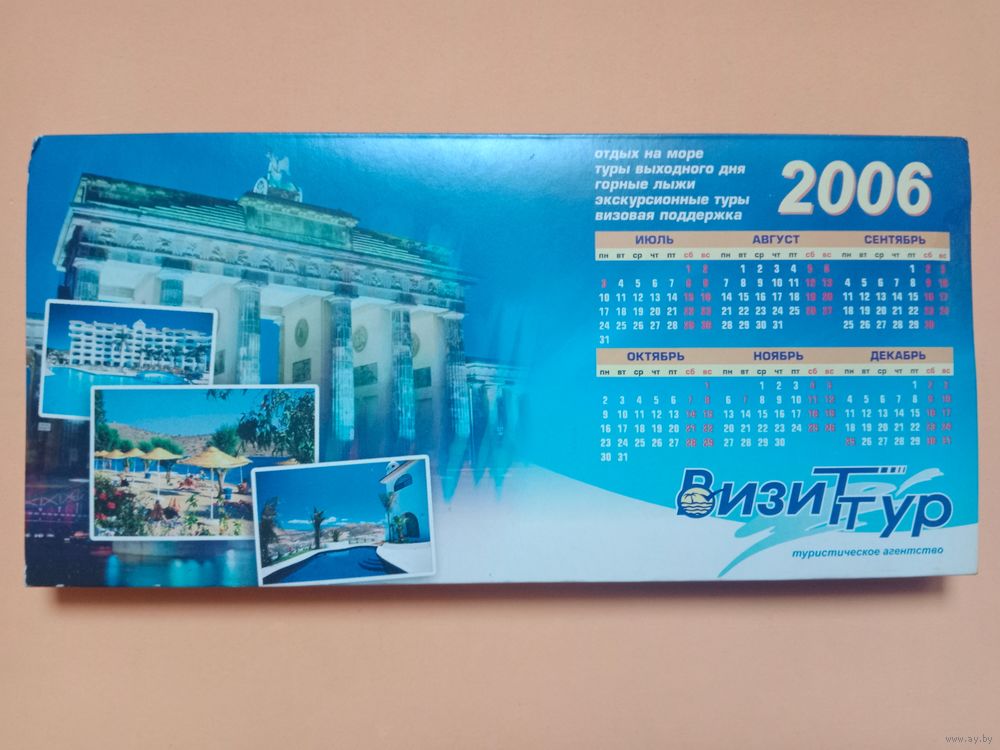 отдых на море
туры выходного дня
горные лыжи
экскурсионные туры
визовая поддержка
2006
ИЮЛЬ АВГУСТ СЕНТЯБРЬ
пн вт ср чт пт сб вс пн вт ср чт пт сб вс пн вт ср чт пт сб вс
1 2 1 2 3 4 5 6 1 2 3
3 4 5 6 7 8 9 7 8 9 10 11 12 13 4 5 6 7 8 9 10
10 11 12 13 14 15 16 14 15 16 17 18 19 20 11 12 13 14 15 16 17
17 18 19 20 21 22 23 21 22 23 24 25 26 27 18 19 20 21 22 23 24
24 25 26 27 28 29 30 28 29 30 31 25 26 27 28 29 30
31
ОКТЯБРЬ НОЯБРЬ ДЕКАБРЬ
пн вт ср чт пт сб вс пн вт ср чт пт сб вс пн вт ср чт пт сб вс
1 1 2 3 4 5 1 2 3
2 3 4 5 6 7 8 6 7 8 9 10 11 12 4 5 6 7 8 9 10
9 10 11 12 13 14 15 13 14 15 16 17 18 19 11 12 13 14 15 16 17
16 17 18 19 20 21 22 20 21 22 23 24 25 26 18 19 20 21 22 23 24
23 24 25 26 27 28 29 27 28 29 30 25 26 27 28 29 30 31
30 31
ВизитТур
туристическое агентство
www.ay.by